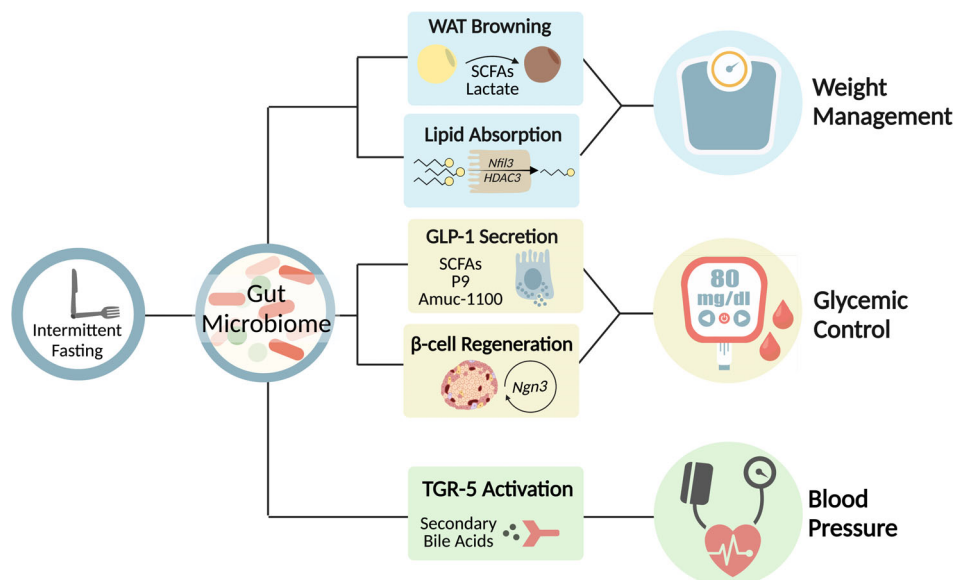 Intermittent
Fasting
Gut
Microbiome
WAT Browning
SCFAs
Lactate
Lipid Absorption
Nfil3
HDAC3
Weight
Management
GLP-1 Secretion
SCFAs
P9
Amuc-1100
β-cell Regeneration
Ngn3
80
mg/dl
Glycemic
Control
TGR-5 Activation
Secondary
Bile Acids
Blood
Pressure